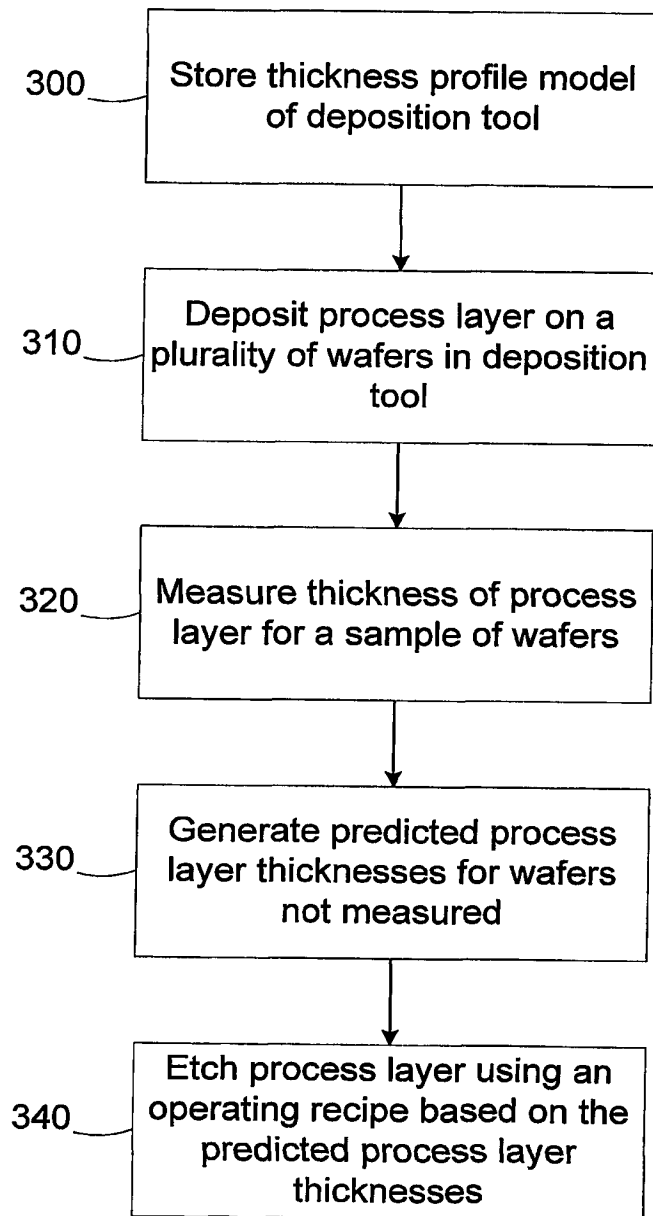 300
Store thickness profile model
of deposition tool
310
Deposit process layer on a
plurality of wafers in deposition
tool
320
Measure thickness of process
layer for a sample of wafers
330
Generate predicted process
layer thicknesses for wafers
not measured
340
Etch process layer using an
operating recipe based on the
predicted process layer
thicknesses